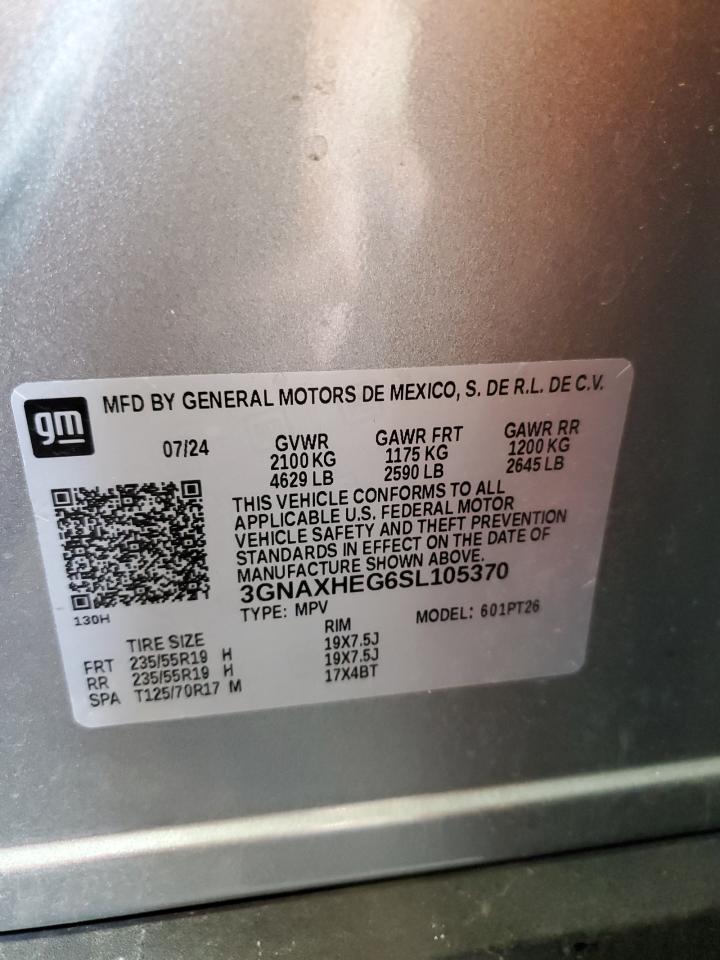 gm
MFD BY GENERAL MOTORS DE MEXICO, S. DE R.L. DE C.V.
07/24 GVWR GAWR FRT GAWR RR
2100 KG 1175 KG 1200 KG
4629 LB 2590 LB 2645 LB
THIS VEHICLE CONFORMS TO ALL
APPLICABLE U.S. FEDERAL MOTOR
VEHICLE SAFETY AND THEFT PREVENTION
STANDARDS IN EFFECT ON THE DATE OF
MANUFACTURE SHOWN ABOVE.
3GNAXHEG6SL105370
130H
TYPE: MPV MODEL: 601PT26
TIRE SIZE RIM
FRT 235/55R19 H 19X7.5J
RR 235/55R19 H 19X7.5J
SPA T125/70R17 M 17X4BT